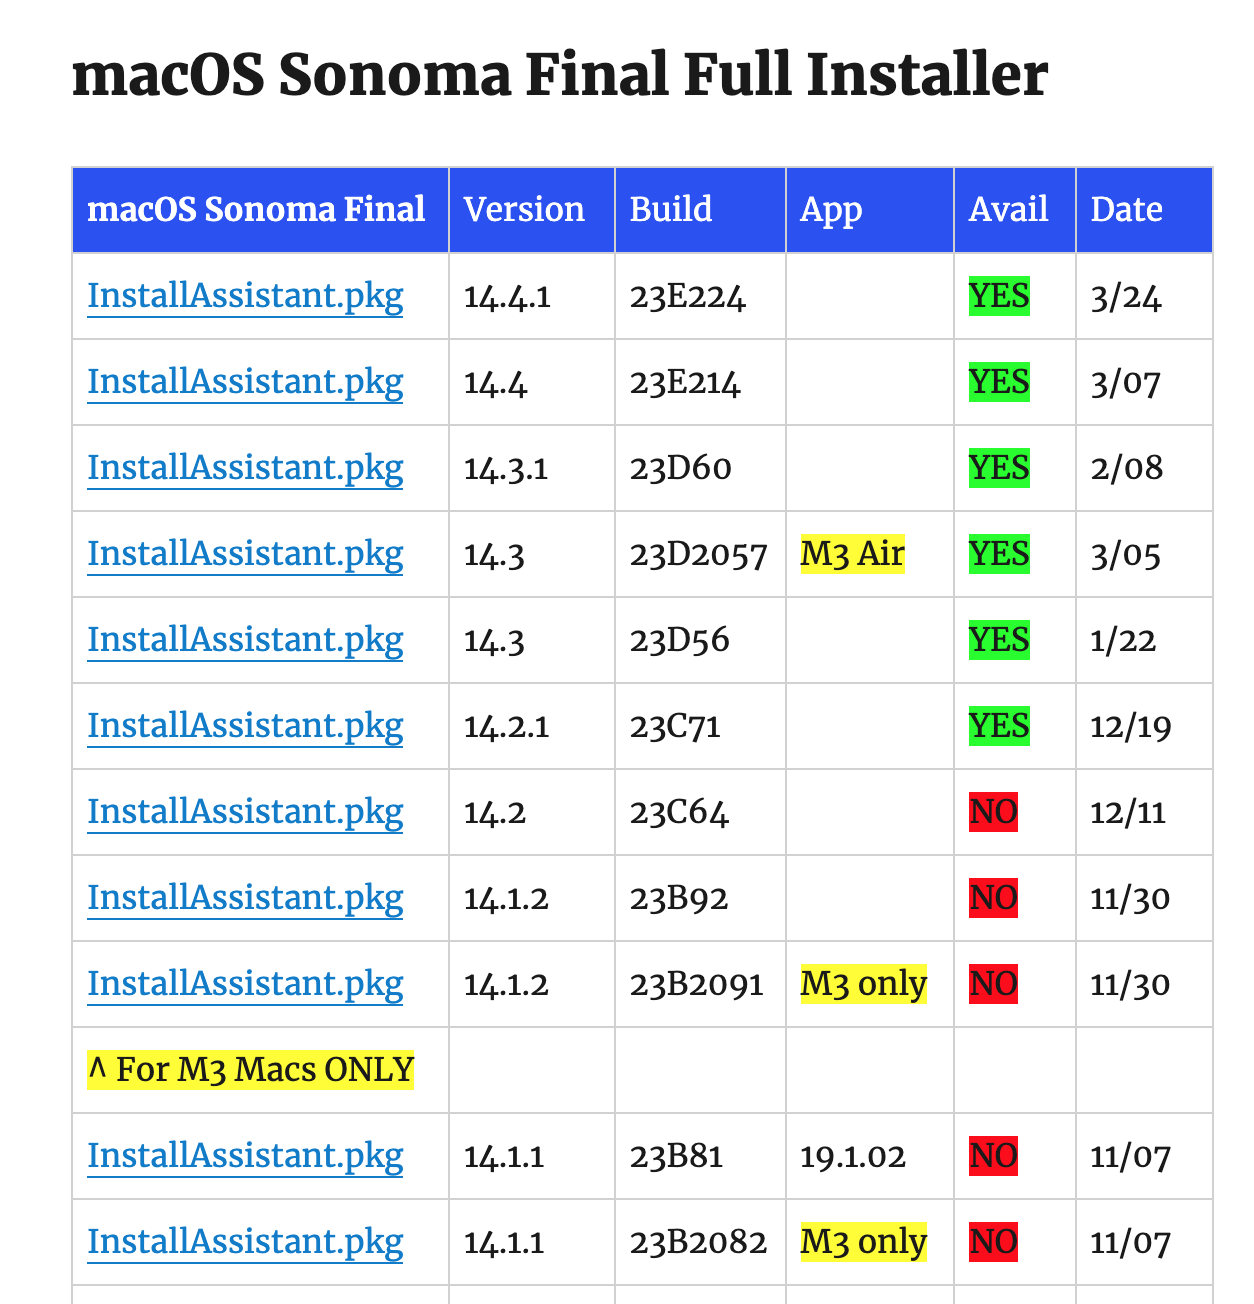 macOS Sonoma Final Full Installer
macOS Sonoma Final Version Build App Avail Date
InstallAssistant.pkg 14.4.1 23E224 YES 3/24
InstallAssistant.pkg 14.4 23E214 YES 3/07
InstallAssistant.pkg 14.3.1 23D60 YES 2/08
InstallAssistant.pkg 14.3 23D2057 M3 Air YES 3/05
InstallAssistant.pkg 14.3 23D56 YES 1/22
InstallAssistant.pkg 14.2.1 23C71 YES 12/19
InstallAssistant.pkg 14.2 23C64 NO 12/11
InstallAssistant.pkg 14.1.2 23B92 NO 11/30
InstallAssistant.pkg 14.1.2 23B2091 M3 only NO 11/30
^ For M3 Macs ONLY
InstallAssistant.pkg 14.1.1 23B81 19.1.02 NO 11/07
InstallAssistant.pkg 14.1.1 23B2082 M3 only NO 11/07